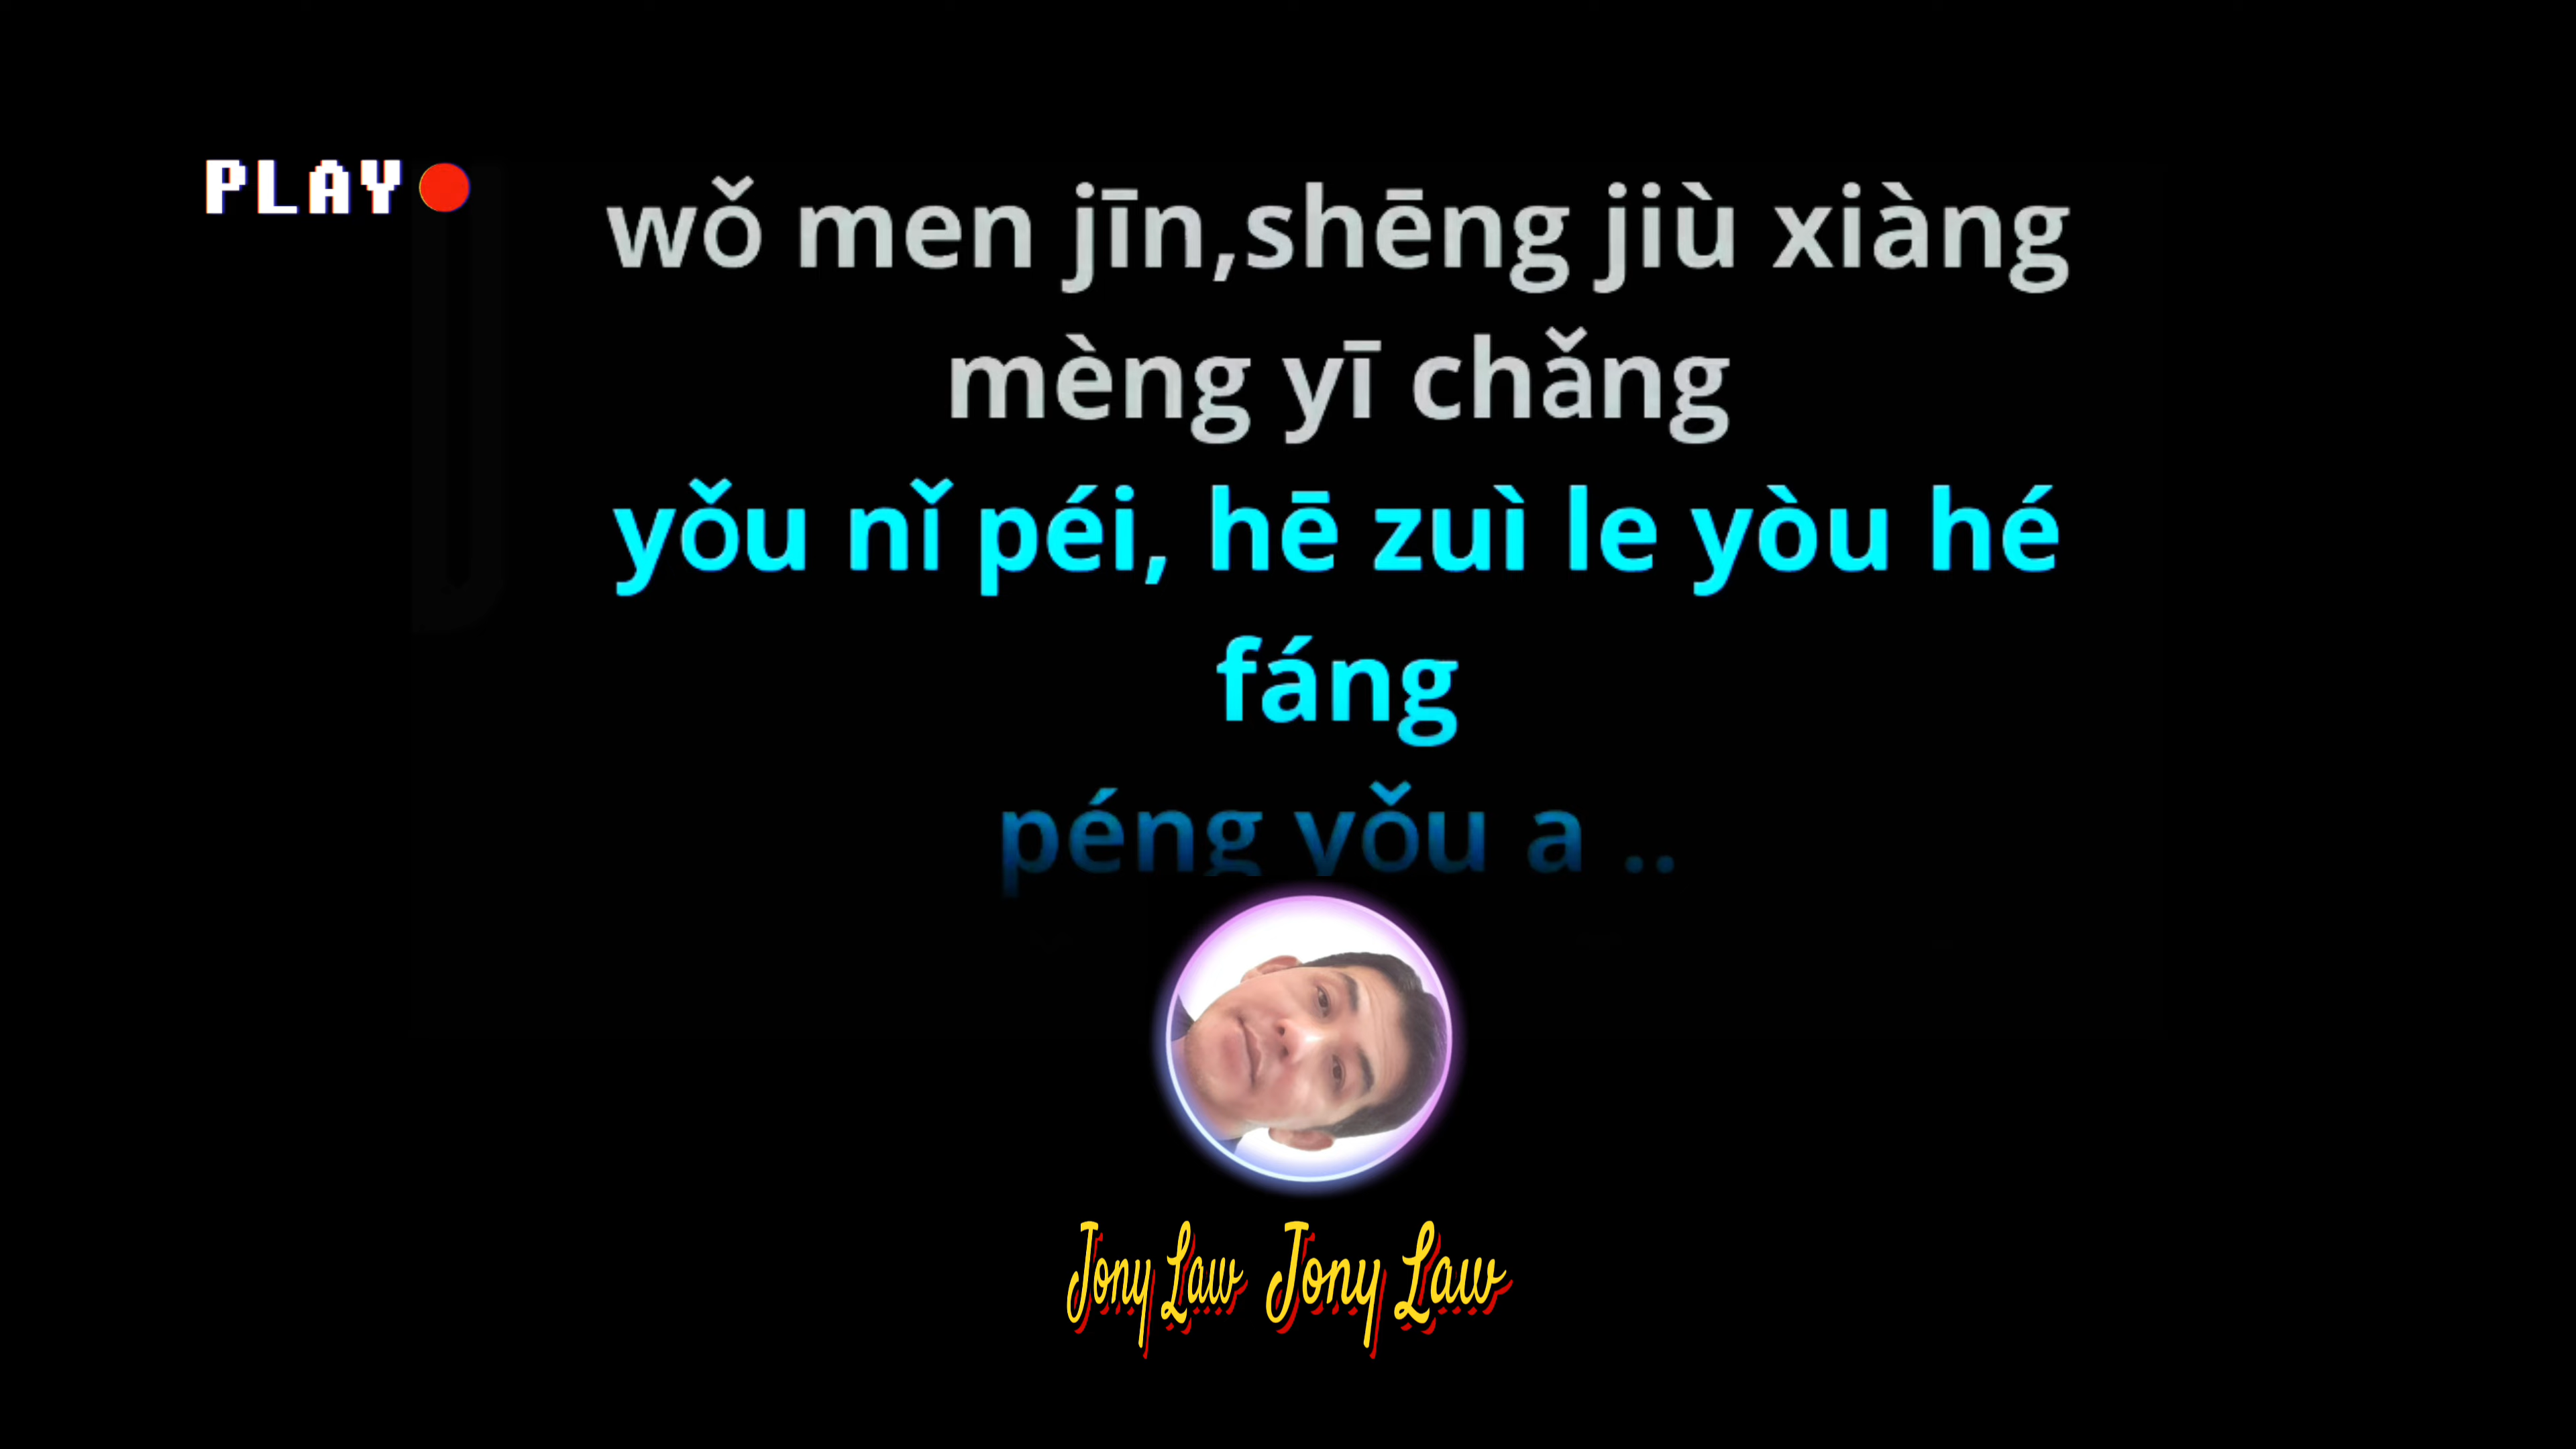 PLAY
wǒ men jīn,shēng jiù xiàng
mèng yī chǎng
yǒu nǐ péi, hē zuì le yòu hé
fáng
péng yǒu a ..
Jony Law Jony Law